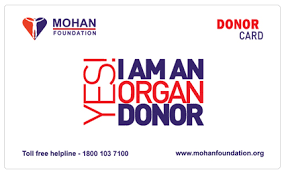 MOHAN
FOUNDATION
DONOR
CARD
YES!
I AM AN
ORGAN
DONOR
Toll free helpline - 1800 103 7100
www.mohanfoundation.org